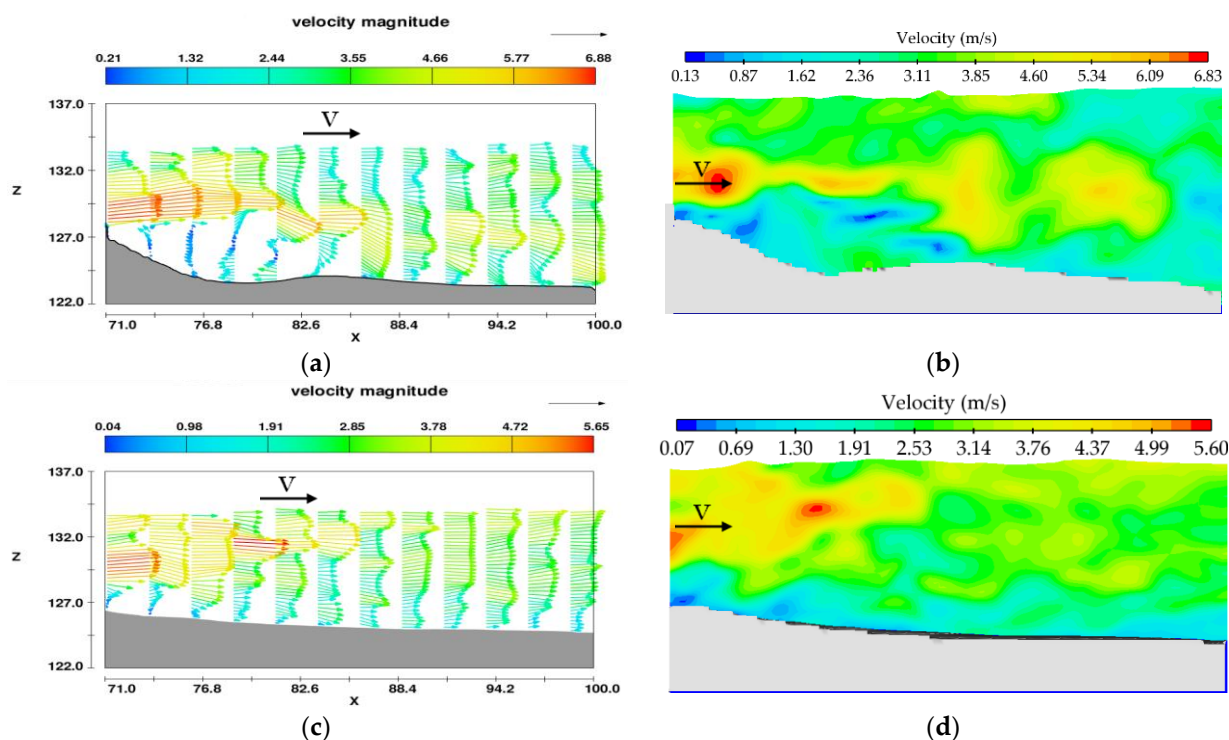 velocity magnitude
0.21 1.32 2.44 3.55 4.66 5.77 6.88
137.0
132.0
127.0
122.0
Z
V
71.0 76.8 82.6 88.4 94.2 100.0
X
(a)
Velocity (m/s)
0.13 0.87 1.62 2.36 3.11 3.85 4.60 5.34 6.09 6.83
V
(b)
velocity magnitude
0.04 0.98 1.91 2.85 3.78 4.72 5.65
137.0
132.0
127.0
122.0
Z
V
71.0 76.8 82.6 88.4 94.2 100.0
X
(c)
Velocity (m/s)
0.07 0.69 1.30 1.91 2.53 3.14 3.76 4.37 4.99 5.60
V
(d)